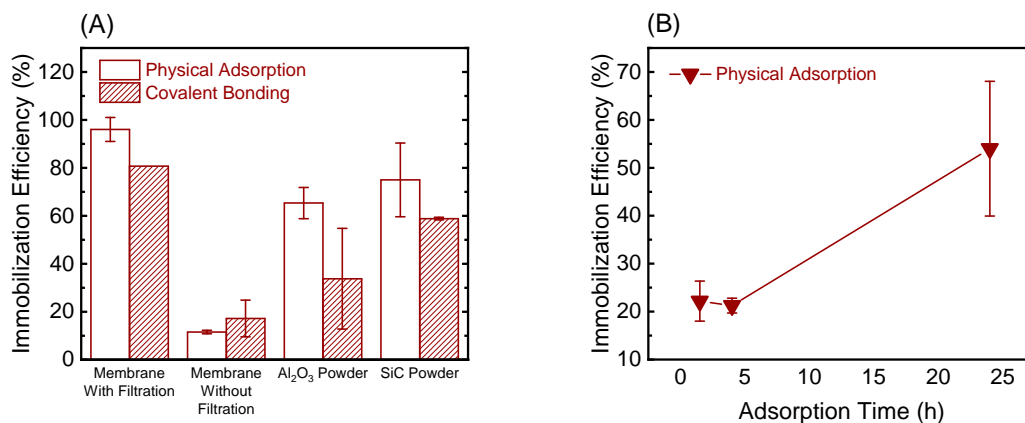 (A)
Immobilization Efficiency (%)
120
100
80
60
40
20
0
Physical Adsorption
Covalent Bonding
Membrane
With Filtration
Membrane
Without
Filtration
Al₂O₃ Powder
SiC Powder
(B)
Immobilization Efficiency (%)
70
60
50
40
30
20
10
Physical Adsorption
0 5 10 15 20 25
Adsorption Time (h)